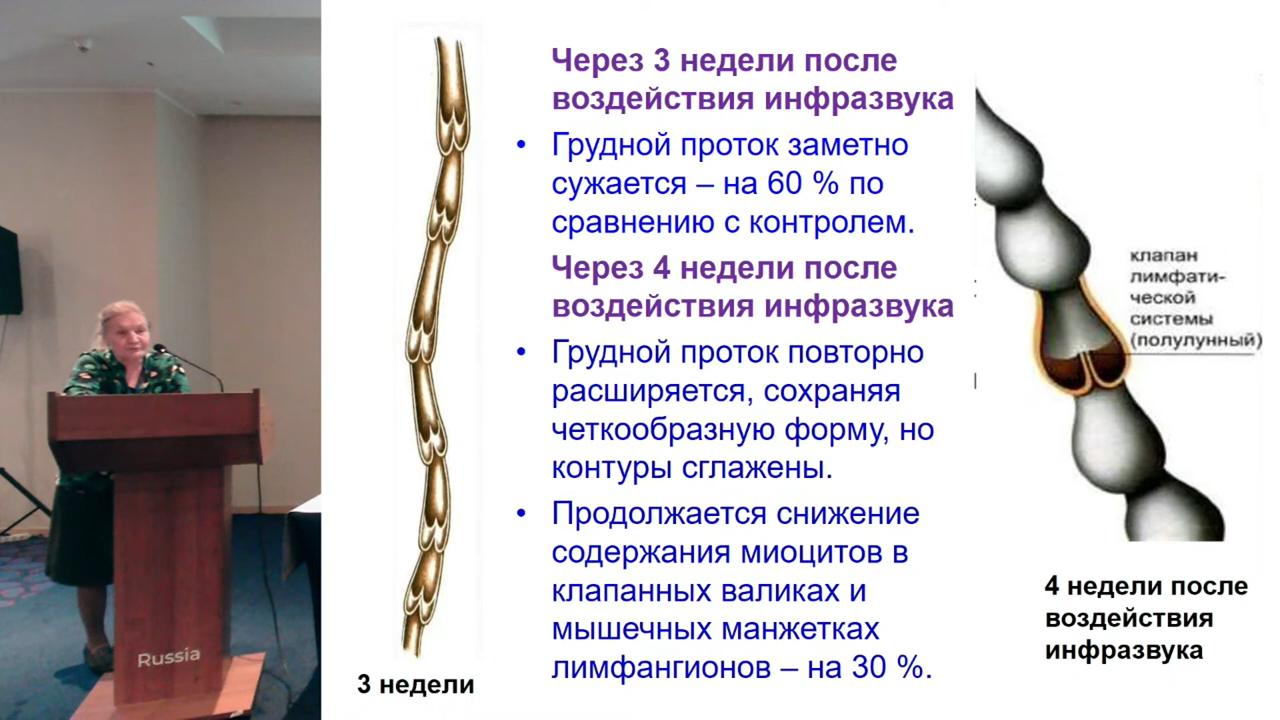 Через 3 недели после
воздействия инфразвука
• Грудной проток заметно
сужается – на 60 % по
сравнению с контролем.
Через 4 недели после
воздействия инфразвука
• Грудной проток повторно
расширяется, сохраняя
четкообразную форму, но
контуры сглажены.
• Продолжается снижение
содержания миоцитов в
клапанных валиках и
мышечных манжетках
лимфангионов – на 30 %.
клапан
лимфати-
ческой
системы
(полулунный)
4 недели после
воздействия
инфразвука
3 недели
Russia